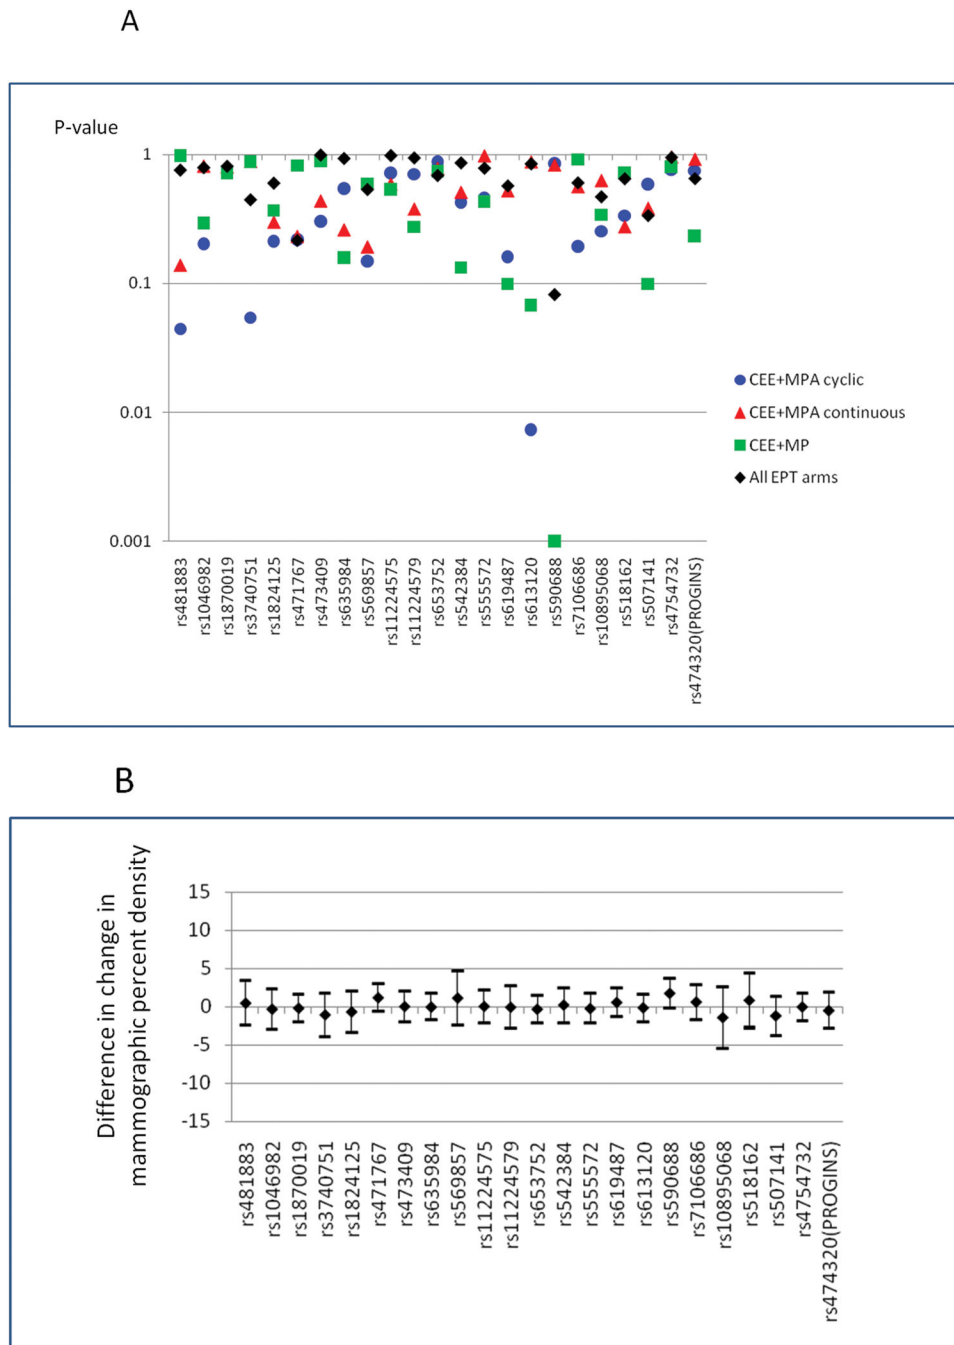 A
P-value
1
0.1
0.01
0.001
rs481883
rs1046982
rs1870019
rs3740751
rs1824125
rs471767
rs473409
rs635984
rs569857
rs11224575
rs11224579
rs653752
rs542384
rs555572
rs619487
rs613120
rs590688
rs7106686
rs10895068
rs518162
rs507141
rs4754732
rs474320(PROGINS)
CEE+MPA cyclic
CEE+MPA continuous
CEE+MP
All EPT arms
B
Difference in change in
mammographic percent density
15
10
5
0
-5
-10
-15
rs481883
rs1046982
rs1870019
rs3740751
rs1824125
rs471767
rs473409
rs635984
rs569857
rs11224575
rs11224579
rs653752
rs542384
rs555572
rs619487
rs613120
rs590688
rs7106686
rs10895068
rs518162
rs507141
rs4754732
rs474320(PROGINS)